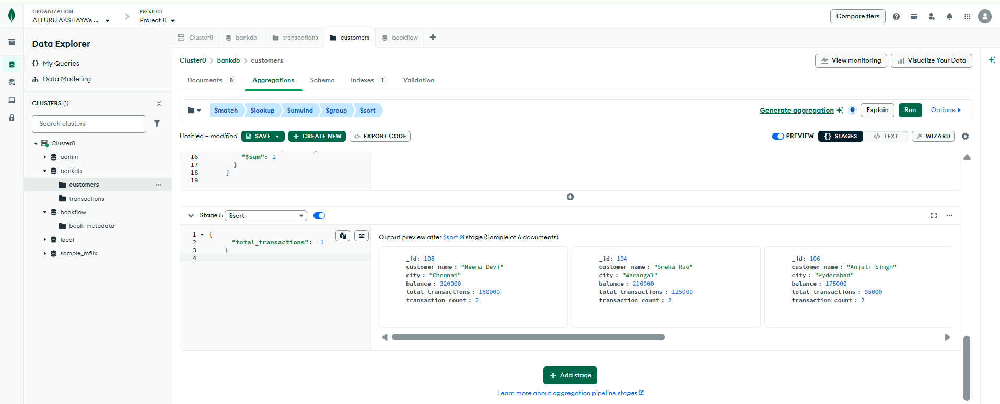 ORGANIZATION
ALLURU AKSHAYA's ...
PROJECT
Project 0
Compare tiers
Data Explorer
My Queries
Data Modeling
CLUSTERS (1)
Search clusters
Cluster0
admin
bankdb
customers
transactions
bookflow
book_metadata
local
sample_mflix
Cluster0 bankdb transactions customers bookflow
Cluster0 > bankdb > customers
View monitoring Visualize Your Data
Documents 8 Aggregations Schema Indexes 1 Validation
$match $lookup $unwind $group $sort
Generate aggregation Explain Run Options
Untitled – modified SAVE + CREATE NEW </> EXPORT CODE PREVIEW {} STAGES </> TEXT WIZARD
16 "$sum": 1
17 }
18 }
19
Stage 5 $sort
1 {
2 "total_transactions": -1
3 }
4
Output preview after $sort stage (Sample of 6 documents)
_id: 108
customer_name : "Meena Devi"
city : "Chennai"
balance : 320000
total_transactions : 180000
transaction_count : 2
_id: 104
customer_name : "Sneha Rao"
city : "Warangal"
balance : 210000
total_transactions : 125000
transaction_count : 2
_id: 106
customer_name : "Anjali Singh"
city : "Hyderabad"
balance : 175000
total_transactions : 95000
transaction_count : 2
+ Add stage
Learn more about aggregation pipeline stages